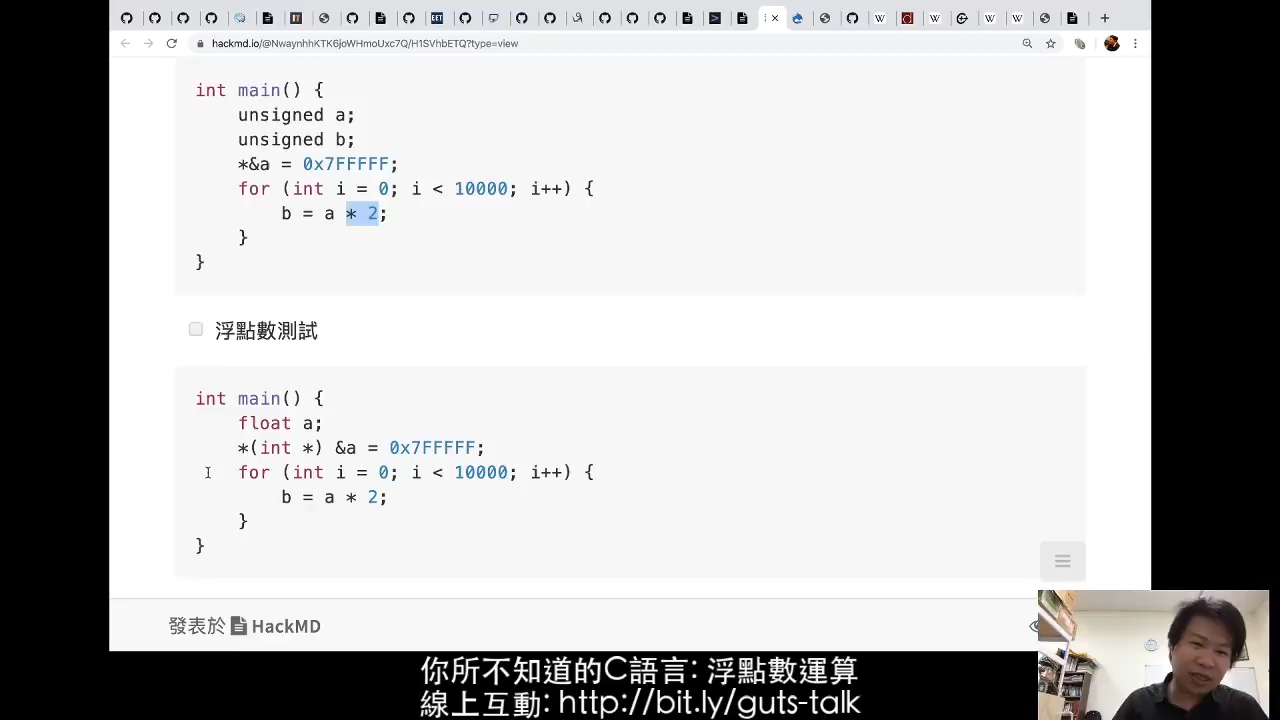 hackmd.io/@NwaynhhKTK6joWHmoUxc7Q/H1SVhbETQ?type=view
int main() {
unsigned a;
unsigned b;
*&a = 0x7FFFFF;
for (int i = 0; i < 10000; i++) {
b = a * 2;
}
}
浮點數測試
int main() {
float a;
*(int *) &a = 0x7FFFFF;
for (int i = 0; i < 10000; i++) {
b = a * 2;
}
}
發表於 HackMD
你所不知道的C語言: 浮點數運算
線上互動: http://bit.ly/guts-talk